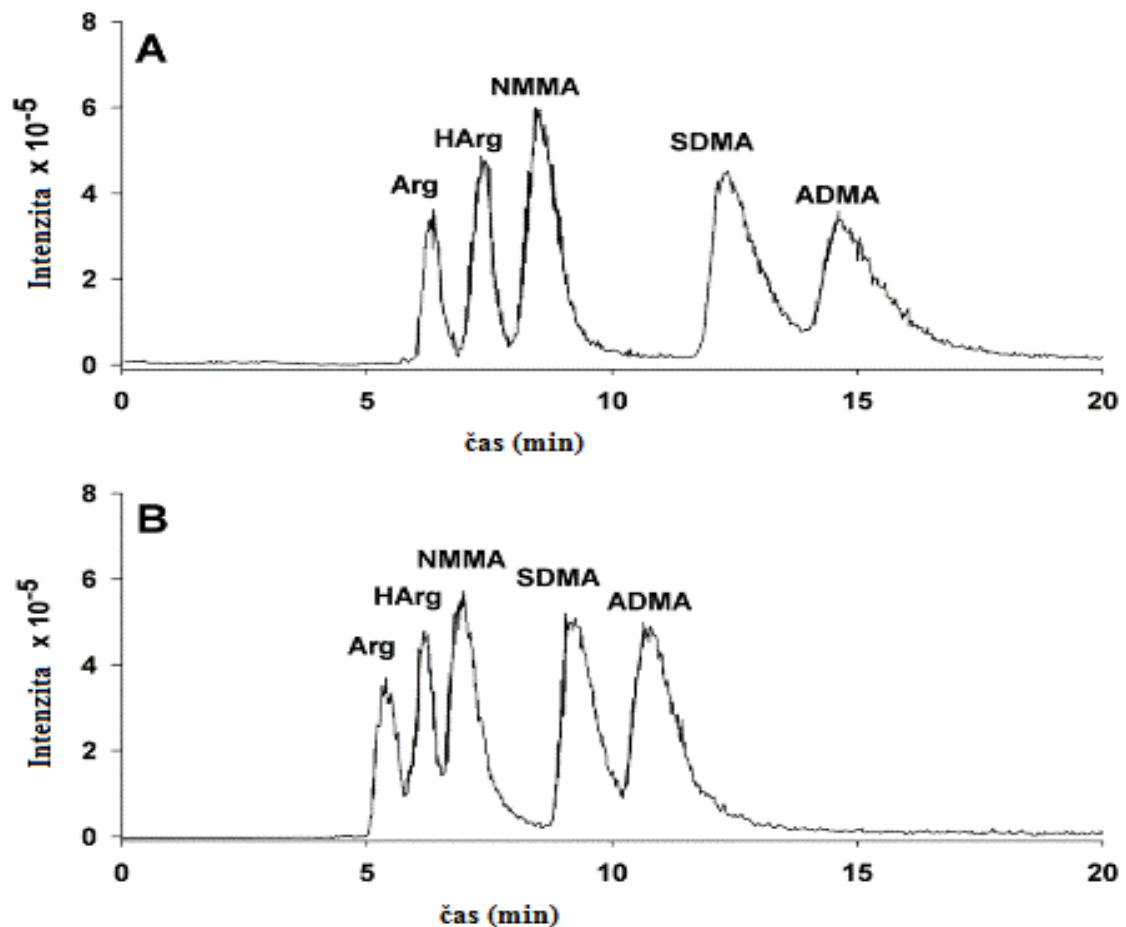 A
8
6
4
2
0
Intenzita x 10-5
Arg
HArg
NMMA
SDMA
ADMA
0 5 10 15 20
čas (min)
B
8
6
4
2
0
Intenzita x 10-5
Arg
HArg
NMMA
SDMA
ADMA
0 5 10 15 20
čas (min)